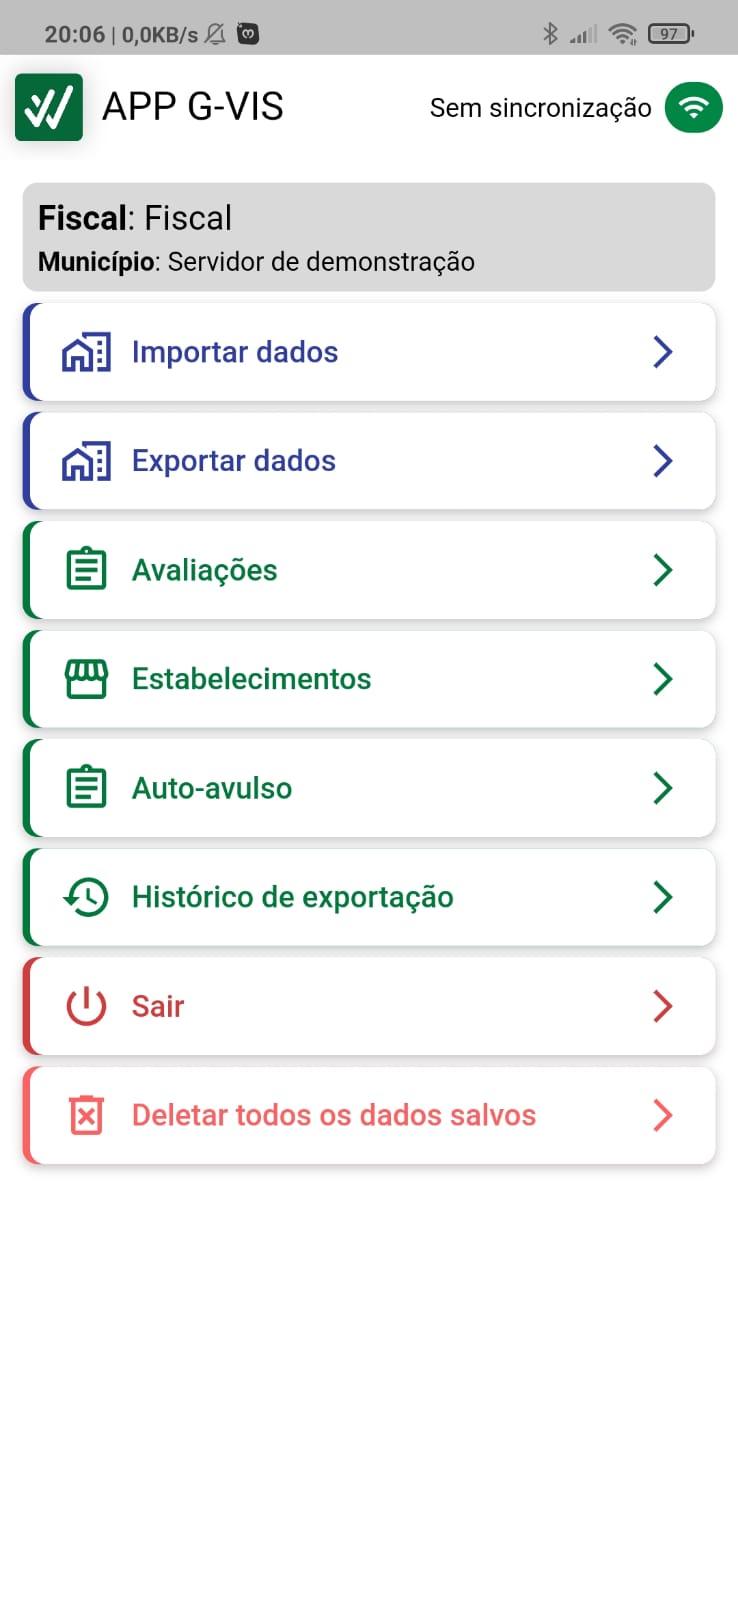 20:06 | 0,0KB/s
97
APP G-VIS
Sem sincronização
Fiscal: Fiscal
Município: Servidor de demonstração
Importar dados
Exportar dados
Avaliações
Estabelecimentos
Auto-avulso
Histórico de exportação
Sair
Deletar todos os dados salvos